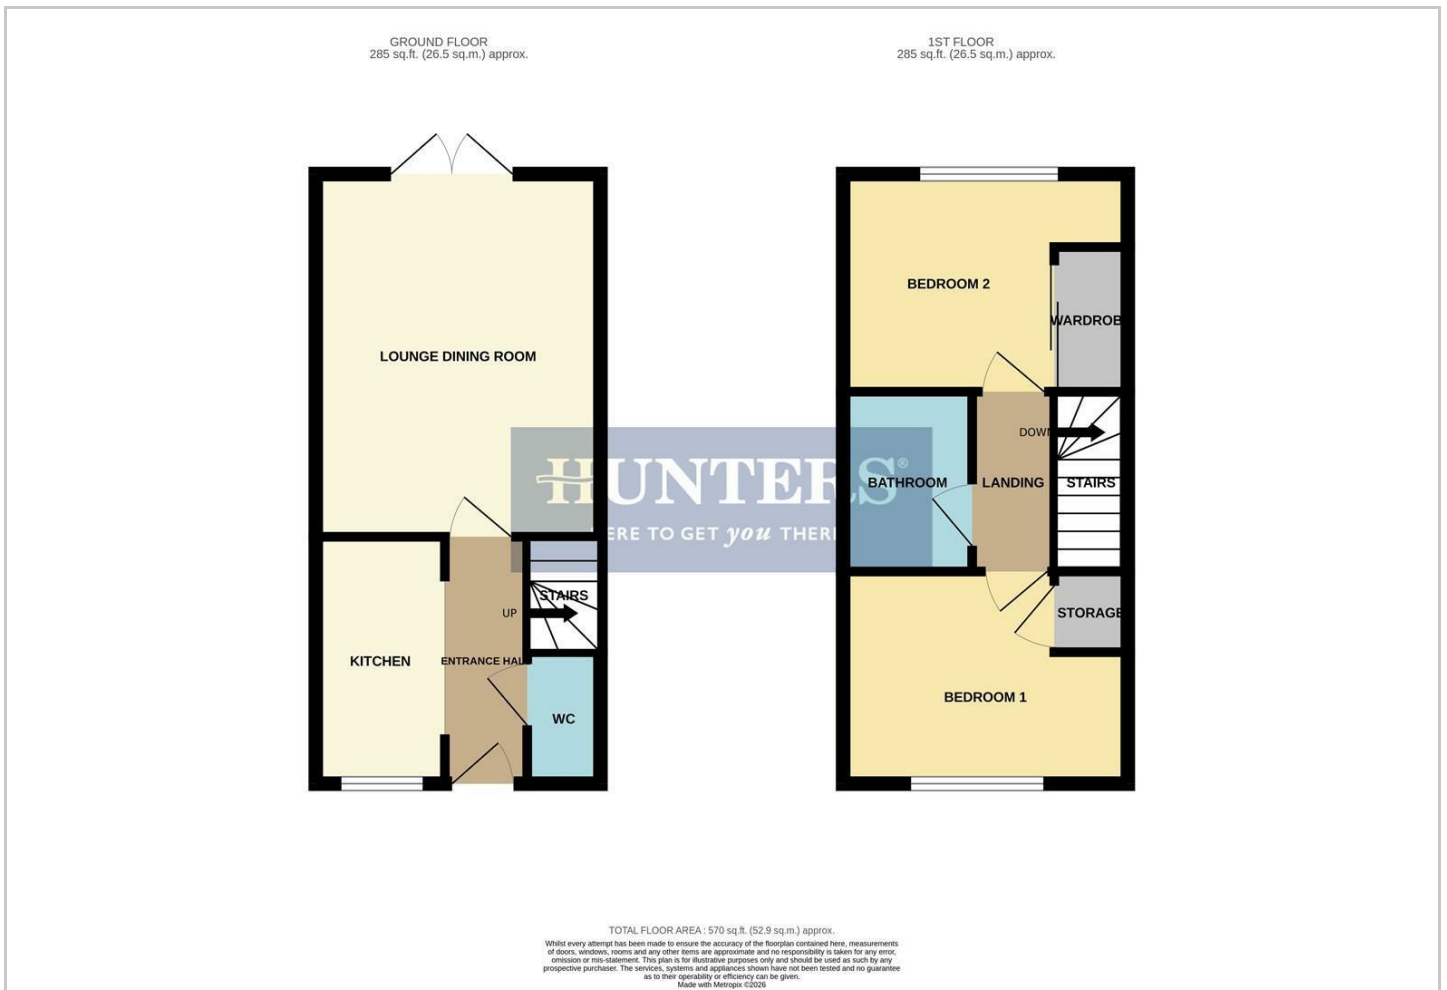 GROUND FLOOR
285 sq.ft. (26.5 sq.m.) approx.
1ST FLOOR
285 sq.ft. (26.5 sq.m.) approx.
BEDROOM 2
WARDROB
LOUNGE DINING ROOM
DOWN
HUNTERS®
BATHROOM
LANDING
STAIRS
HERE TO GET you THERE
STAIRS
UP
STORAGE
KITCHEN
ENTRANCE HALL
BEDROOM 1
WC
TOTAL FLOOR AREA : 570 sq.ft. (52.9 sq.m.) approx.
Whilst every attempt has been made to ensure the accuracy of the floorplan contained here, measurements
of doors, windows, rooms and any other items are approximate and no responsibility is taken for any error,
omission or mis-statement. This plan is for illustrative purposes only and should be used as such by any
prospective purchaser. The services, systems and appliances shown have not been tested and no guarantee
as to their operability or efficiency can be given.
Made with Metropix ©2026